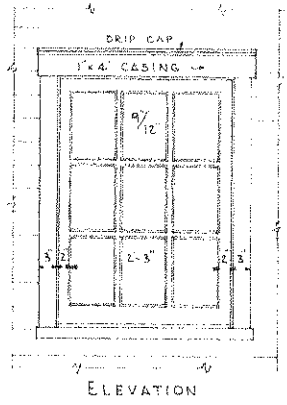 DRIP CAP
1"x4" CASING
9/12"
3" 2" 2-3" 2" 3"
ELEVATION